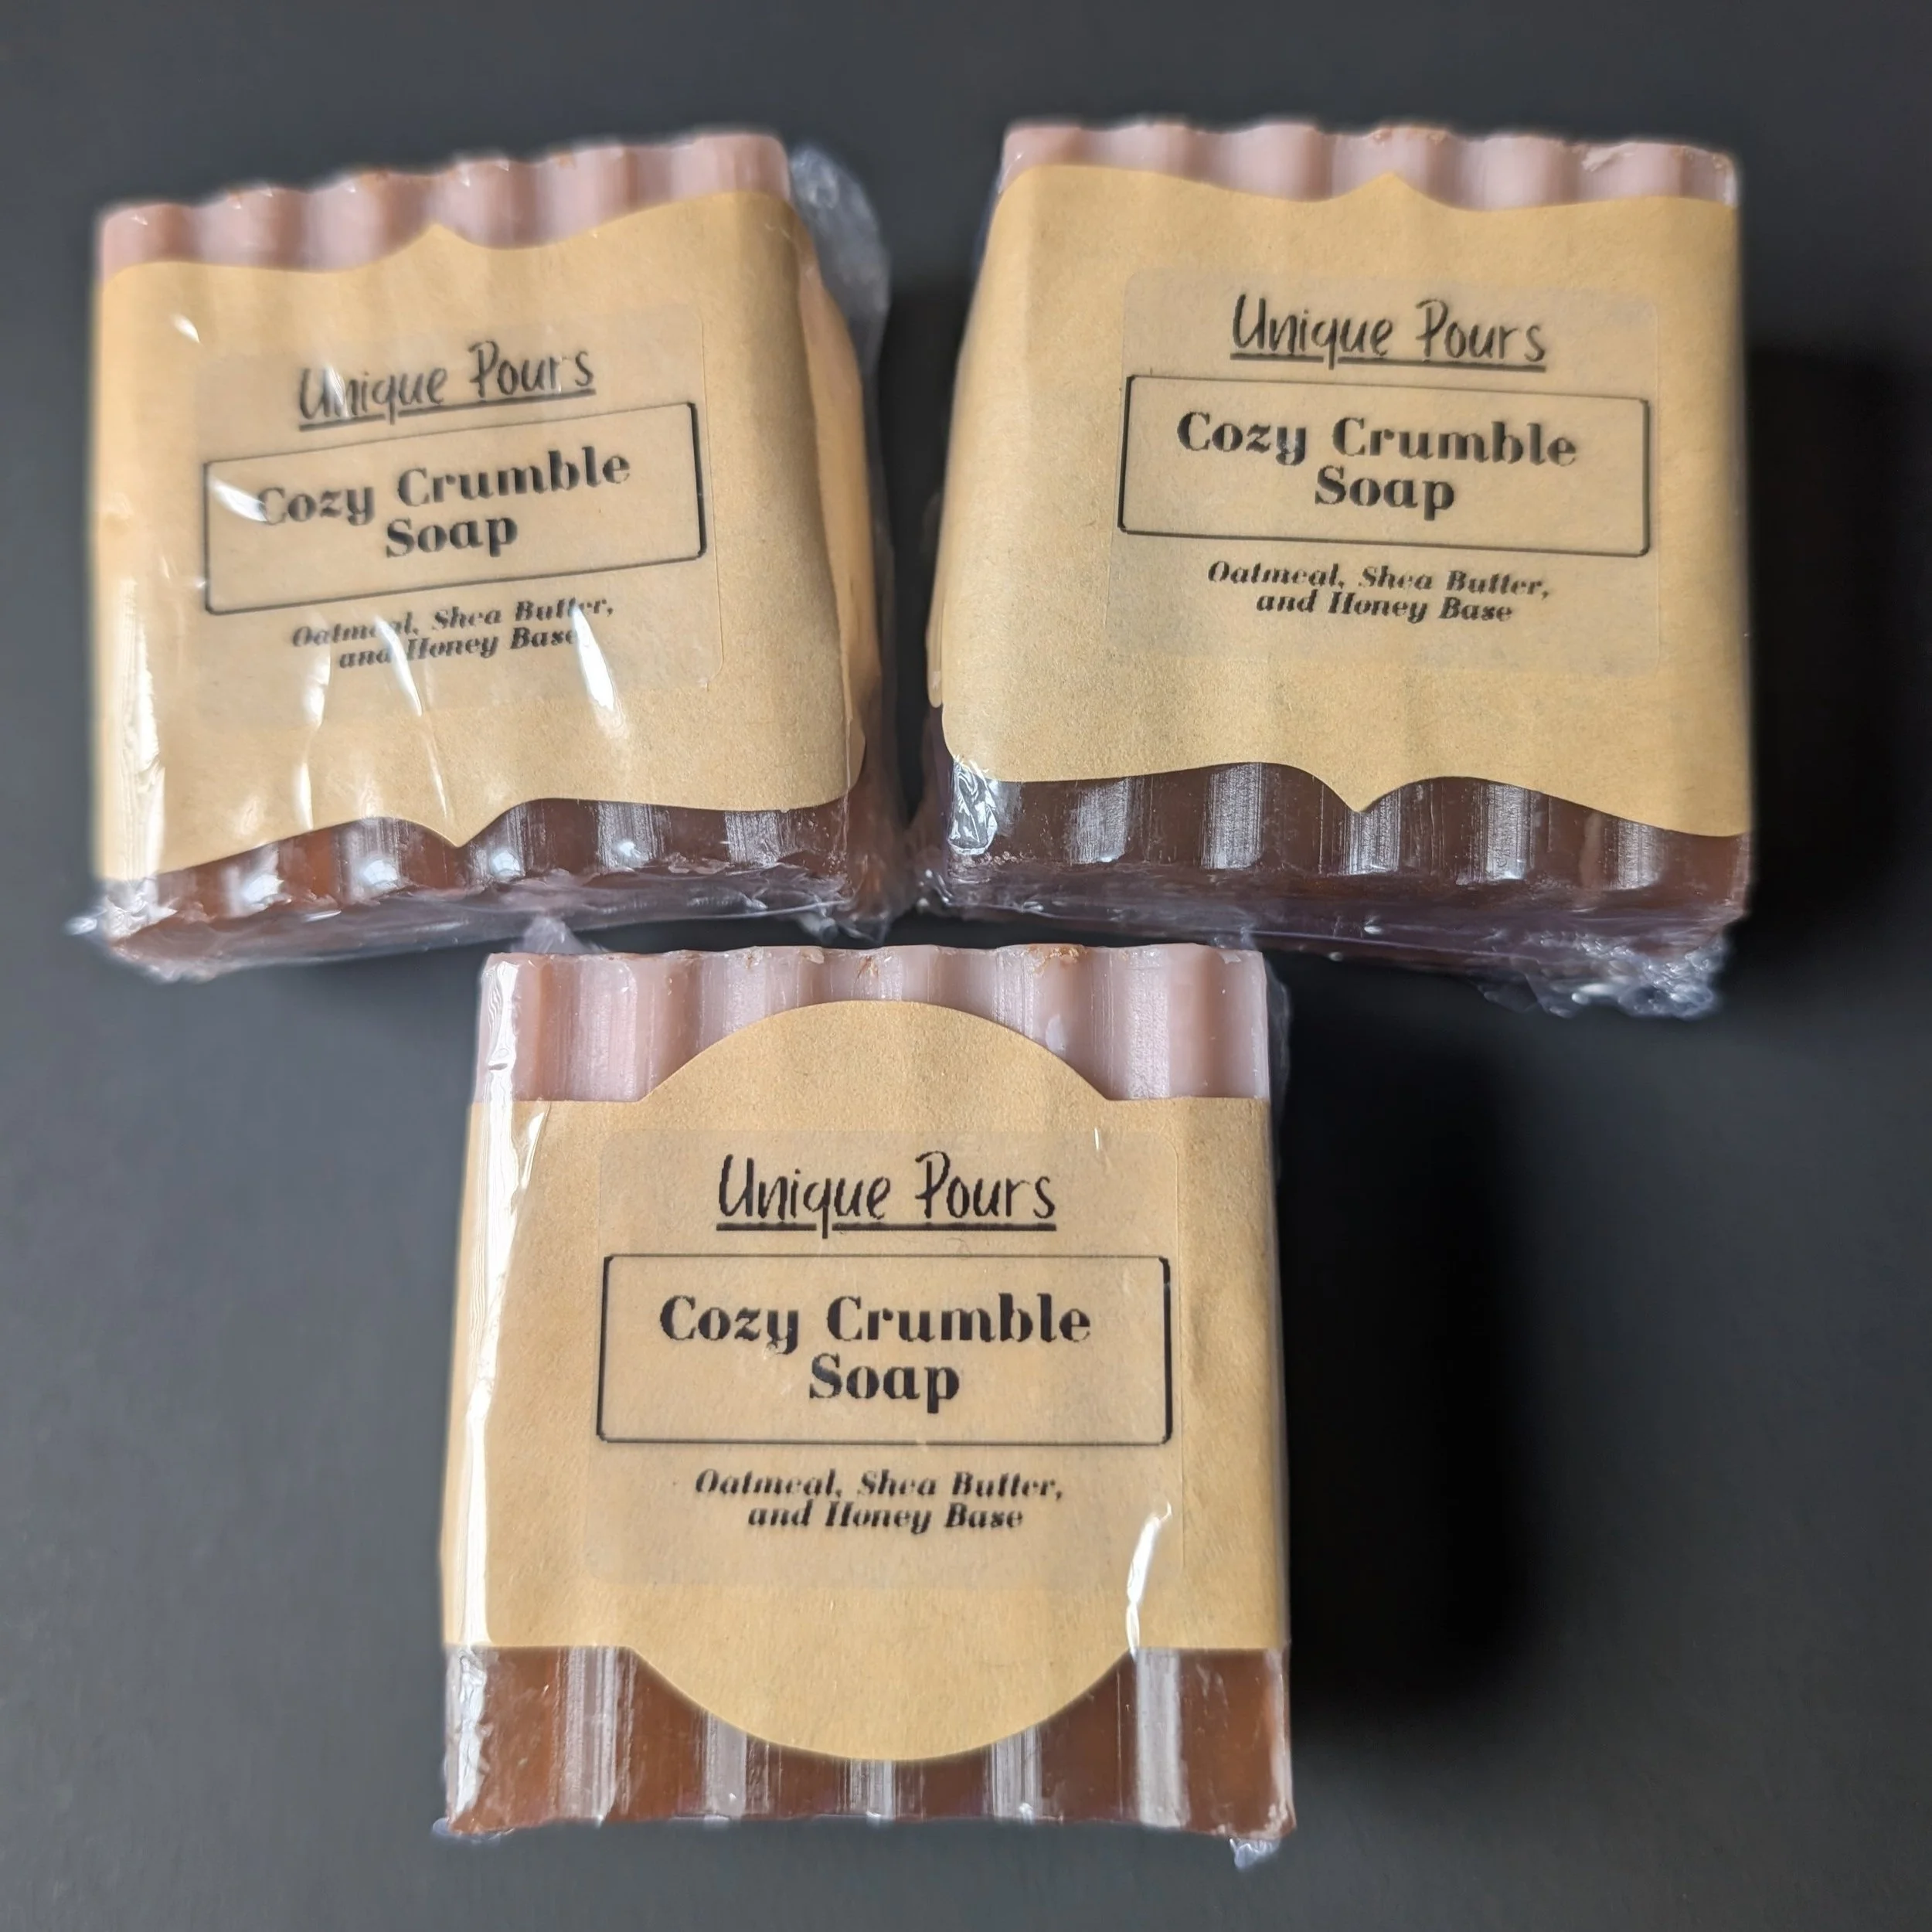 Unique Pours
Cozy Crumble
Soap
Oatmeal, Shea Butter,
and Honey Base
Unique Pours
Cozy Crumble
Soap
Oatmeal, Shea Butter,
and Honey Base
Unique Pours
Cozy Crumble
Soap
Oatmeal, Shea Butter,
and Honey Base